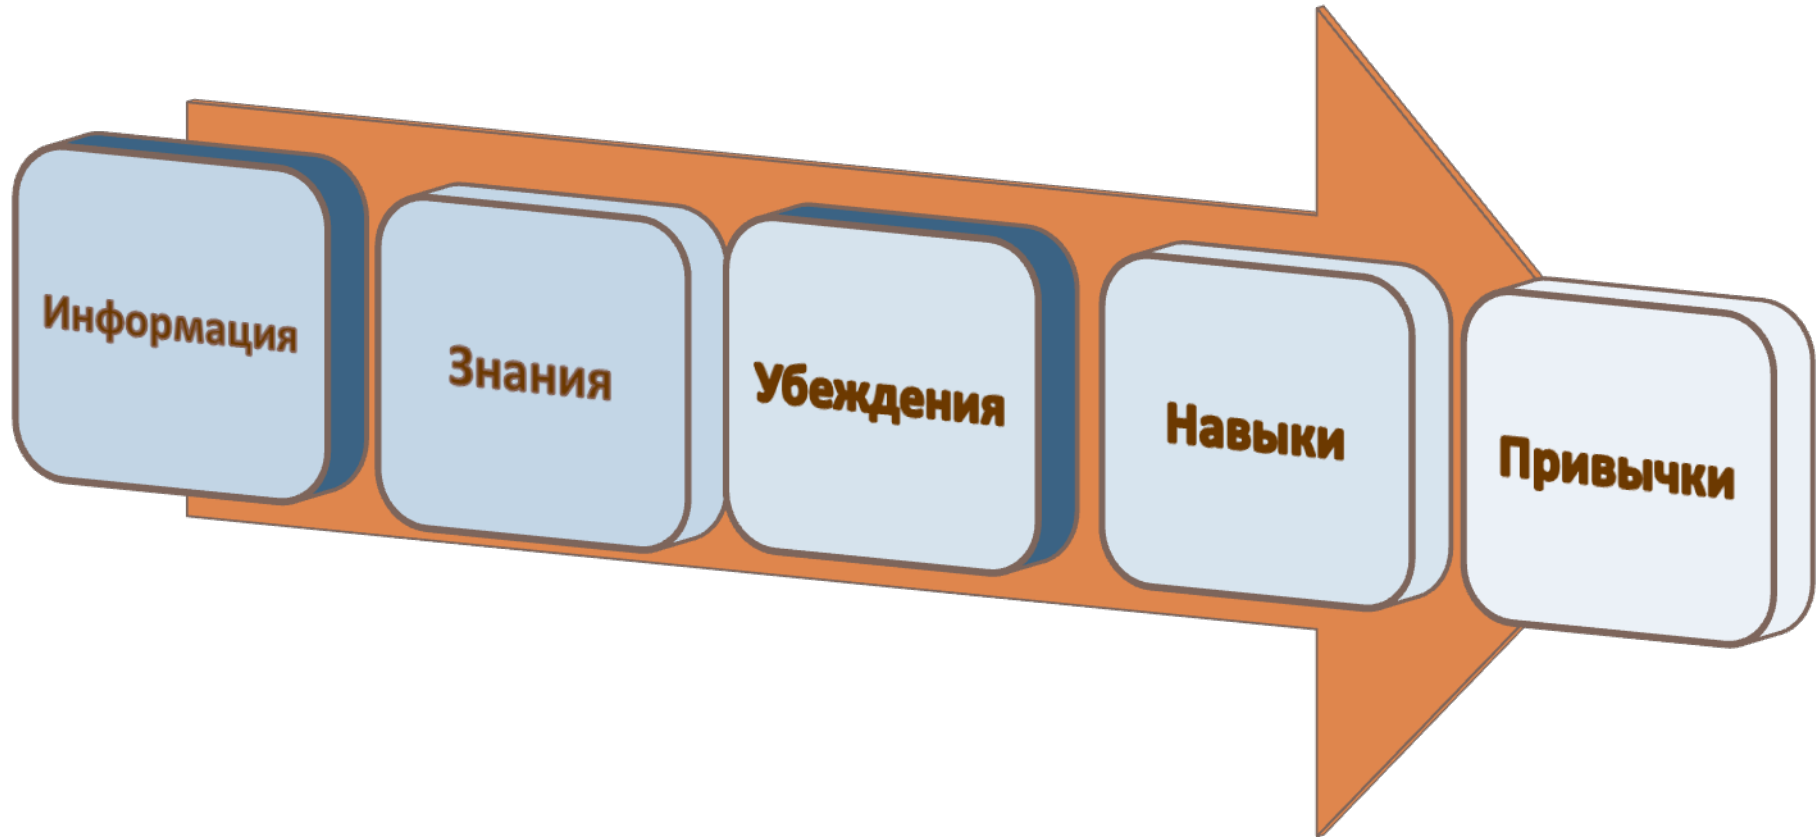 Информация
Знания
Убеждения
Навыки
Привычки